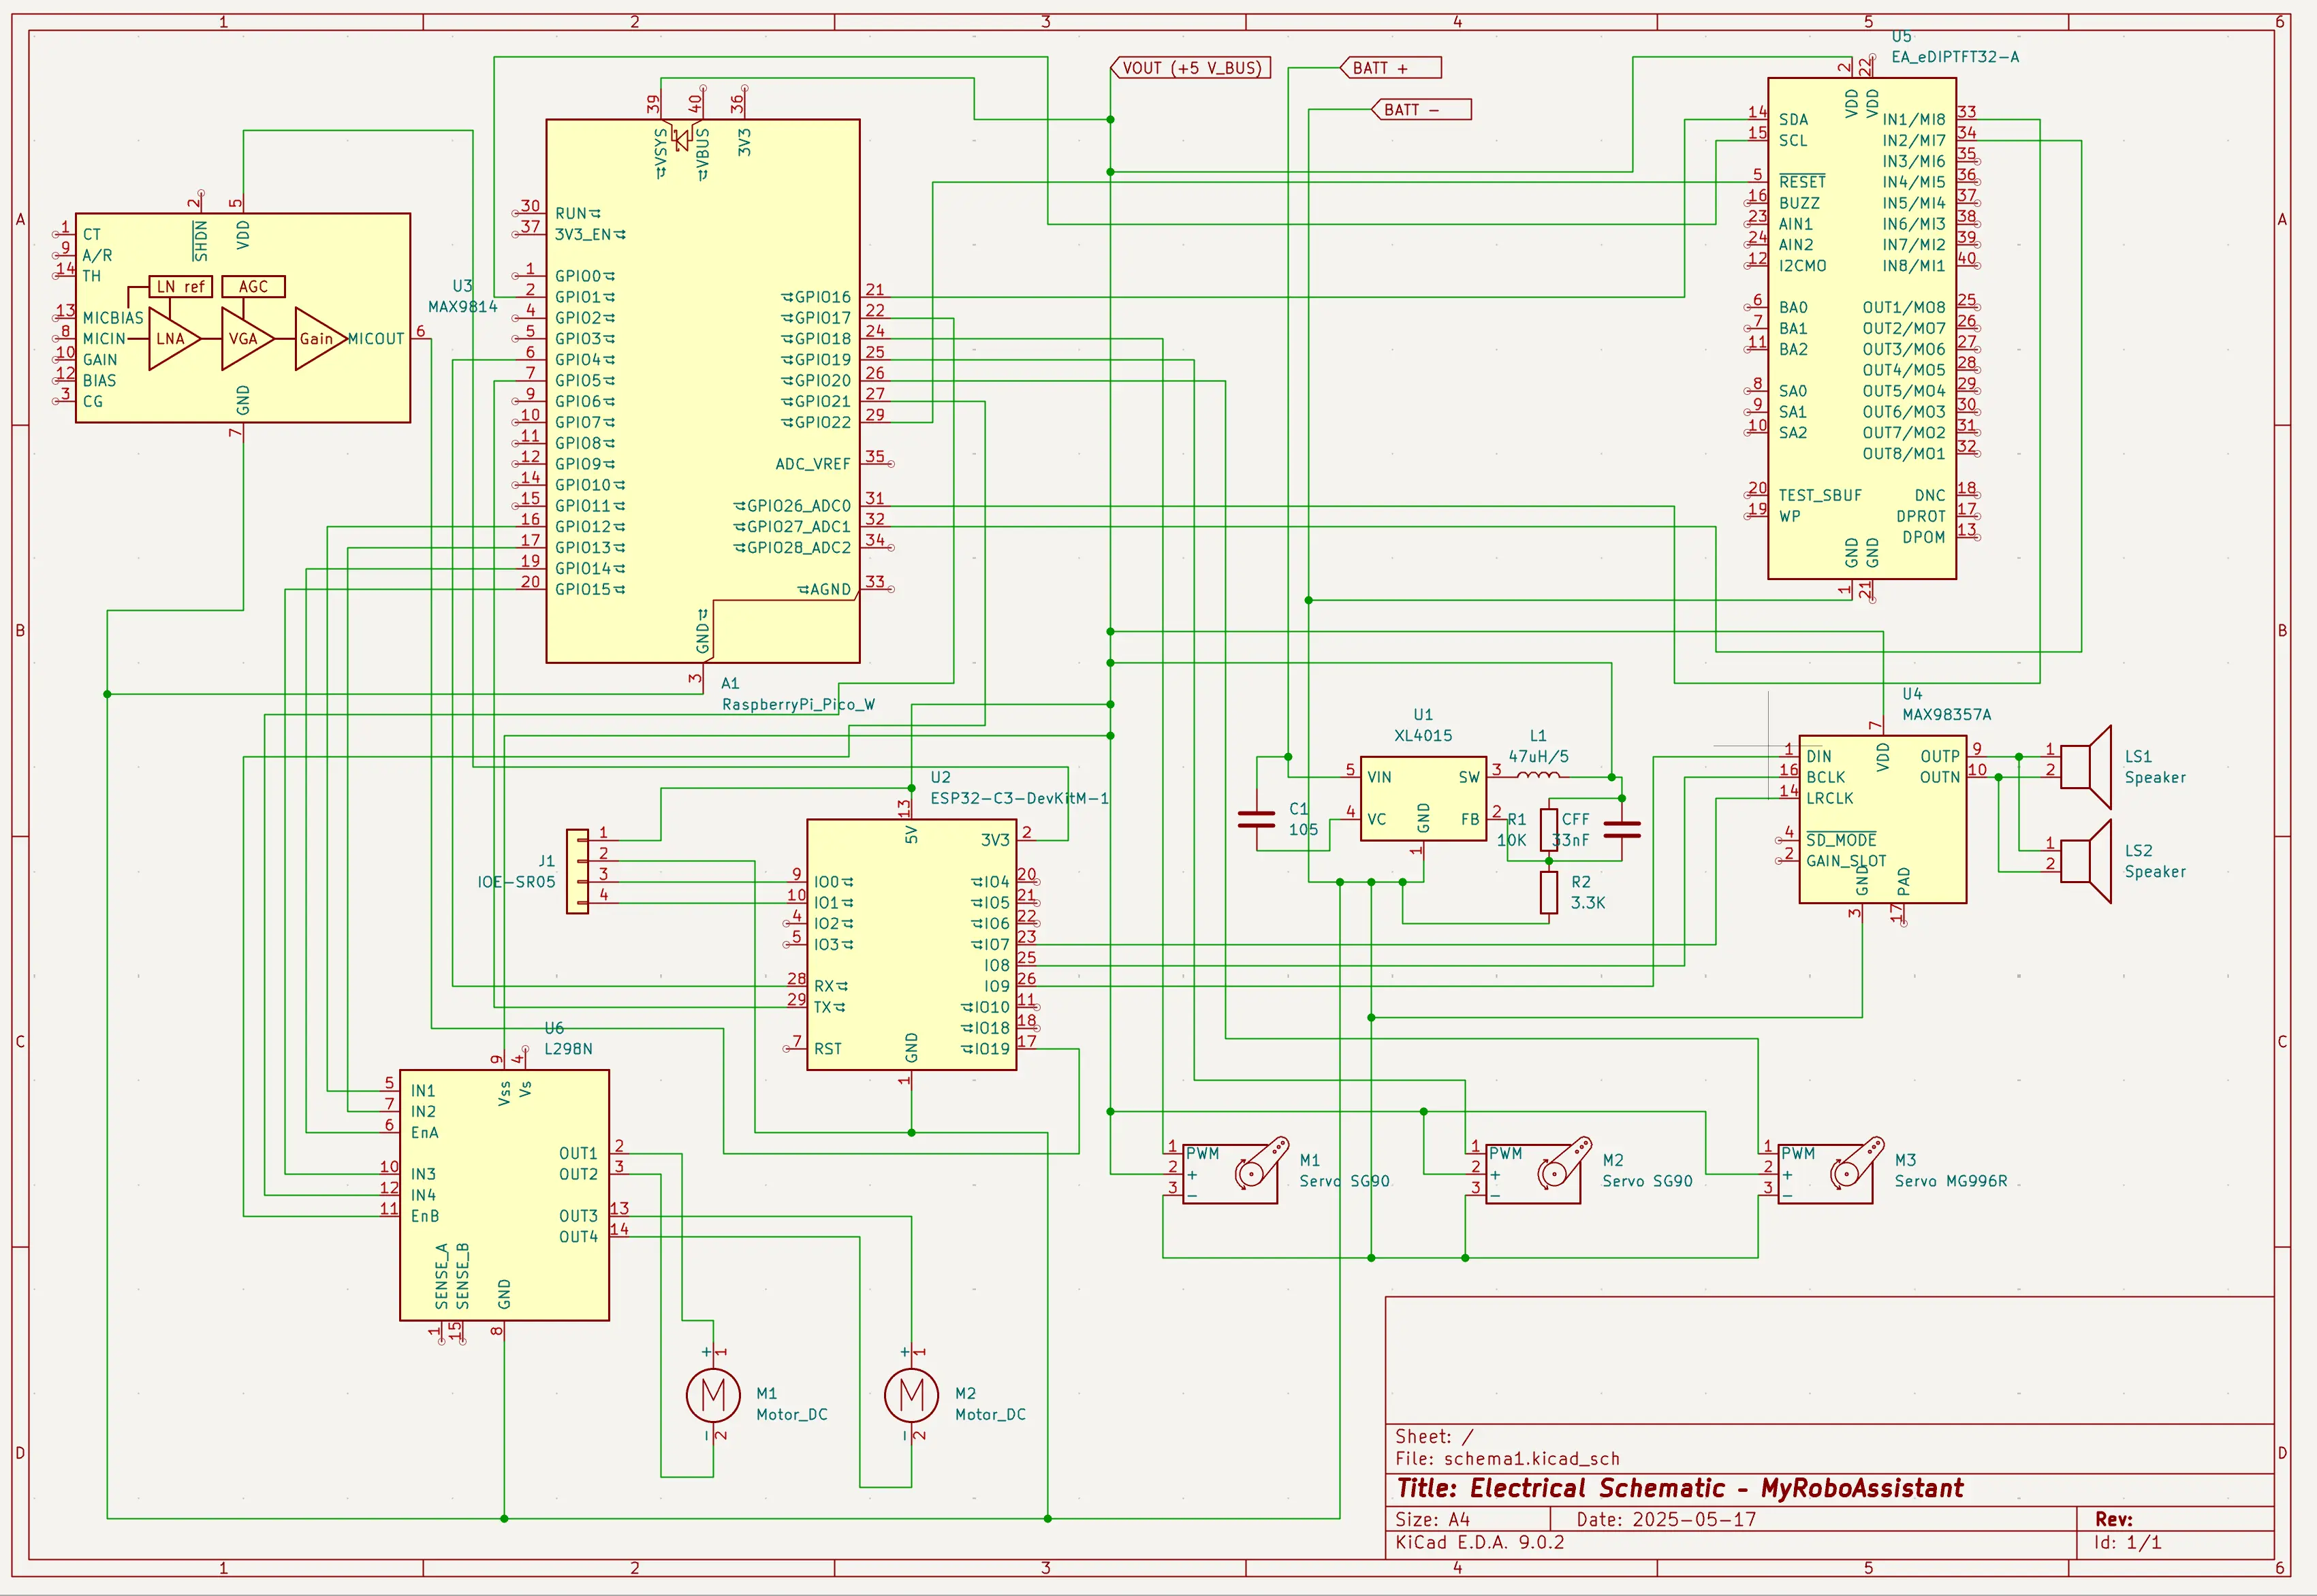 1 2 3 4 5 6
A
B
C
D
VOUT (+5 V_BUS)
BATT +
BATT -
U3
MAX9814
1 CT
9 A/R
14 TH
13 MICBIAS
8 MICIN
10 GAIN
12 BIAS
3 CG
2 SHDN
5 VDD
LN ref
AGC
LNA
VGA
Gain
MICOUT 6
GND 7
39 VSYS
40 VBUS
36 3V3
30 RUN
37 3V3_EN
1 GPIO0
2 GPIO1
4 GPIO2
5 GPIO3
6 GPIO4
7 GPIO5
9 GPIO6
10 GPIO7
11 GPIO8
12 GPIO9
14 GPIO10
15 GPIO11
16 GPIO12
17 GPIO13
19 GPIO14
20 GPIO15
GPIO16 21
GPIO17 22
GPIO18 24
GPIO19 25
GPIO20 26
GPIO21 27
GPIO22 29
ADC_VREF 35
GPIO26_ADC0 31
GPIO27_ADC1 32
GPIO28_ADC2 34
AGND 33
GND 3
A1
RaspberryPi_Pico_W
U5
EA_eDIPTFT32-A
2 VDD
22 VDD
14 SDA
15 SCL
5 RESET
16 BUZZ
23 AIN1
24 AIN2
12 I2CMO
6 BA0
7 BA1
11 BA2
8 SA0
9 SA1
10 SA2
20 TEST_SBUF
19 WP
IN1/MI8 33
IN2/MI7 34
IN3/MI6 35
IN4/MI5 36
IN5/MI4 37
IN6/MI3 38
IN7/MI2 39
IN8/MI1 40
OUT1/MO8 25
OUT2/MO7 26
OUT3/MO6 27
OUT4/MO5 28
OUT5/MO4 29
OUT6/MO3 30
OUT7/MO2 31
OUT8/MO1 32
DNC 18
DPROT 17
DPOM 13
GND 1
GND 21
U1
XL4015
5 VIN
4 VC
SW 3
FB 2
GND 1
L1
47uH/5
C1
105
R1
10K
CFF
33nF
R2
3.3K
U4
MAX98357A
1 DIN
16 BCLK
14 LRCLK
4 SD_MODE
2 GAIN_SLOT
VDD 7
OUTP 9
OUTN 10
GND 3
PAD 17
1
2
LS1
Speaker
1
2
LS2
Speaker
J1
IOE-SR05
1
2
3
4
U2
ESP32-C3-DevKitM-1
13 5V
3V3 2
9 IO0
10 IO1
4 IO2
5 IO3
28 RX
29 TX
7 RST
IO4 20
IO5 21
IO6 22
IO7 23
IO8 25
IO9 26
IO10 11
IO18 18
IO19 17
GND 1
U6
L298N
9 Vss
4 Vs
5 IN1
7 IN2
6 EnA
10 IN3
12 IN4
11 EnB
OUT1 2
OUT2 3
OUT3 13
OUT4 14
SENSE_A 1
SENSE_B 15
GND 8
+ 1
M
- 2
M1
Motor_DC
+ 1
M
- 2
M2
Motor_DC
1 PWM
2 +
3 -
M1
Servo SG90
1 PWM
2 +
3 -
M2
Servo SG90
1 PWM
2 +
3 -
M3
Servo MG996R
Sheet: /
File: schema1.kicad_sch
Title: Electrical Schematic - MyRoboAssistant
Size: A4 Date: 2025-05-17 Rev:
KiCad E.D.A. 9.0.2 Id: 1/1
A
B
C
D
1 2 3 4 5 6